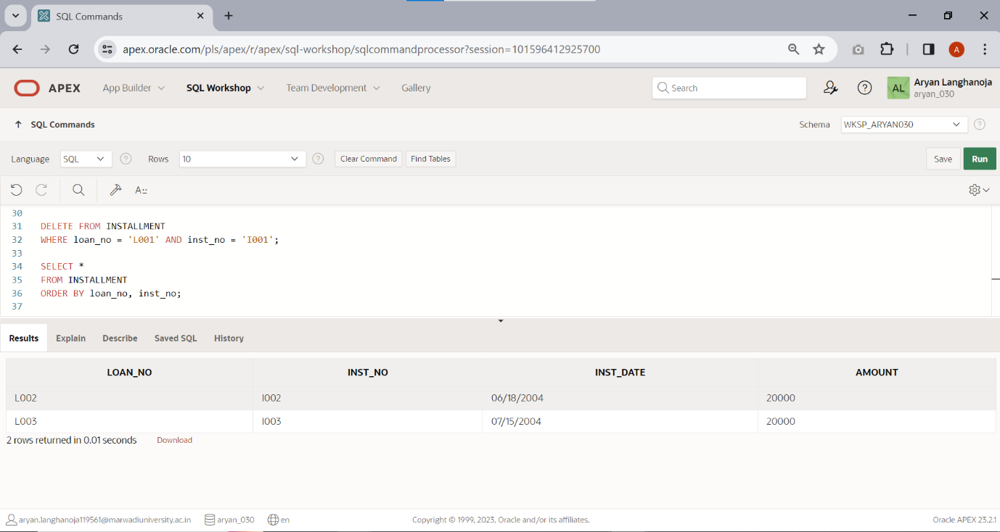 SQL Commands
apex.oracle.com/pls/apex/r/apex/sql-workshop/sqlcommandprocessor?session=101596412925700
A
APEX App Builder SQL Workshop Team Development Gallery Search AL Aryan Langhanoja
aryan_030
SQL Commands Schema WKSP_ARYAN030
Language SQL Rows 10 Clear Command Find Tables Save Run
A::
30
31 DELETE FROM INSTALLMENT
32 WHERE loan_no = 'L001' AND inst_no = 'I001';
33
34 SELECT *
35 FROM INSTALLMENT
36 ORDER BY loan_no, inst_no;
37
Results Explain Describe Saved SQL History
LOAN_NO INST_NO INST_DATE AMOUNT
L002 I002 06/18/2004 20000
L003 I003 07/15/2004 20000
2 rows returned in 0.01 seconds Download
aryan.langhanoja119561@marwadiuniversity.ac.in aryan_030 en Copyright © 1999, 2023, Oracle and/or its affiliates. Oracle APEX 23.2.1